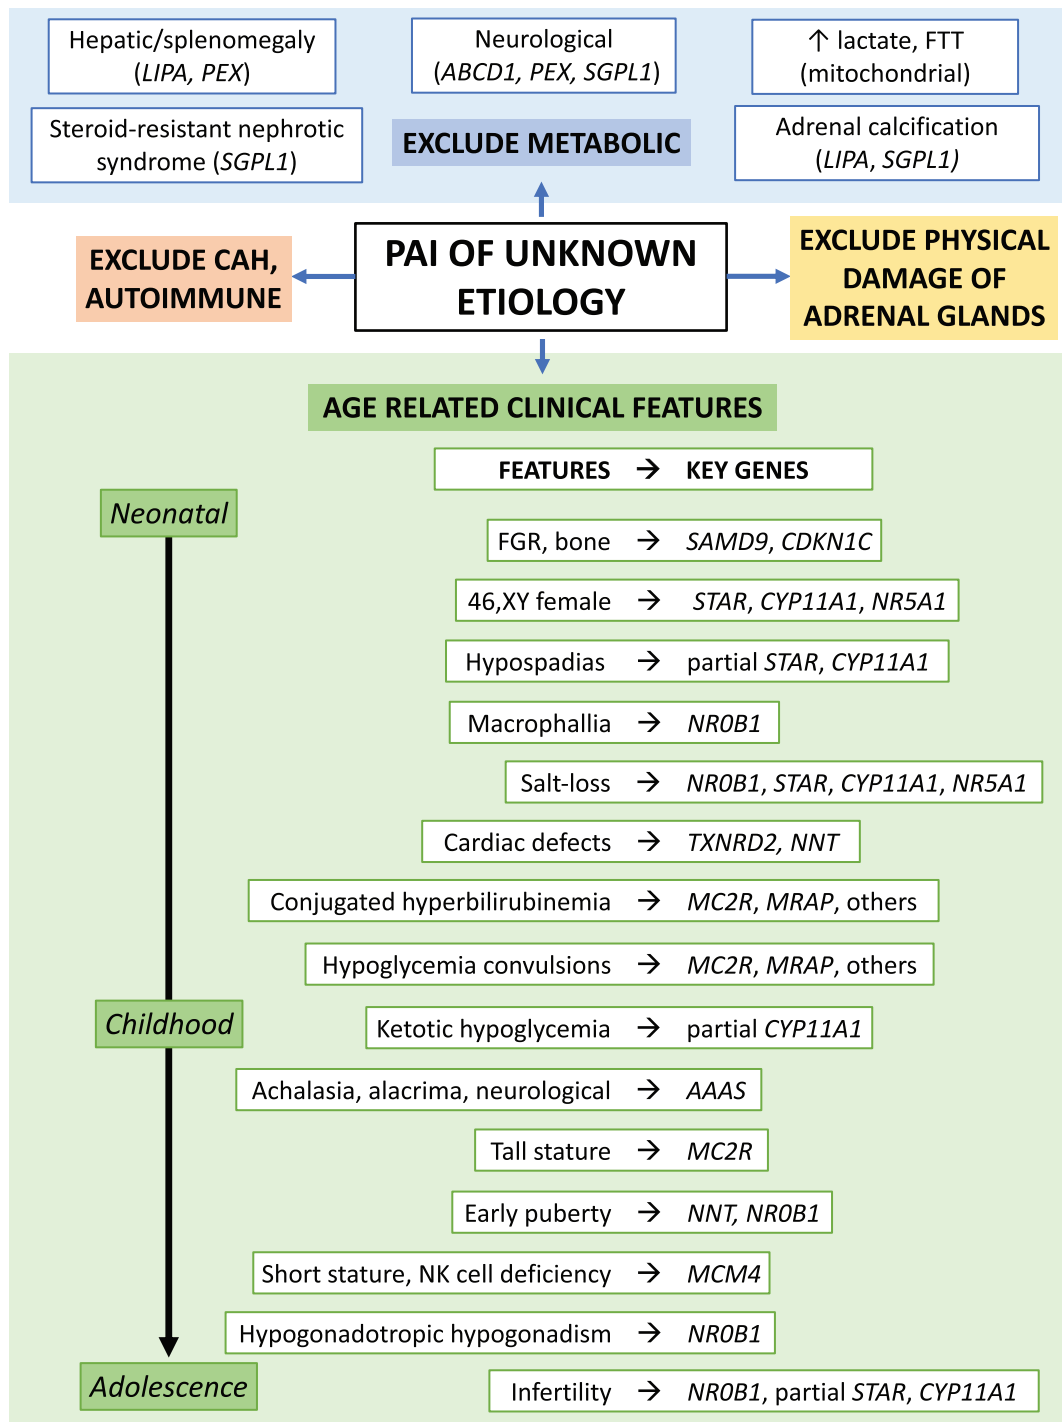 Hepatic/splenomegaly
(LIPA, PEX)
Neurological
(ABCD1, PEX, SGPL1)
↑ lactate, FTT
(mitochondrial)
Steroid-resistant nephrotic
syndrome (SGPL1)
EXCLUDE METABOLIC
Adrenal calcification
(LIPA, SGPL1)
EXCLUDE CAH,
AUTOIMMUNE
PAI OF UNKNOWN
ETIOLOGY
EXCLUDE PHYSICAL
DAMAGE OF
ADRENAL GLANDS
AGE RELATED CLINICAL FEATURES
FEATURES → KEY GENES
Neonatal
FGR, bone → SAMD9, CDKN1C
46,XY female → STAR, CYP11A1, NR5A1
Hypospadias → partial STAR, CYP11A1
Macrophallia → NR0B1
Salt-loss → NR0B1, STAR, CYP11A1, NR5A1
Cardiac defects → TXNRD2, NNT
Conjugated hyperbilirubinemia → MC2R, MRAP, others
Hypoglycemia convulsions → MC2R, MRAP, others
Childhood
Ketotic hypoglycemia → partial CYP11A1
Achalasia, alacrima, neurological → AAAS
Tall stature → MC2R
Early puberty → NNT, NR0B1
Short stature, NK cell deficiency → MCM4
Hypogonadotropic hypogonadism → NR0B1
Adolescence
Infertility → NR0B1, partial STAR, CYP11A1